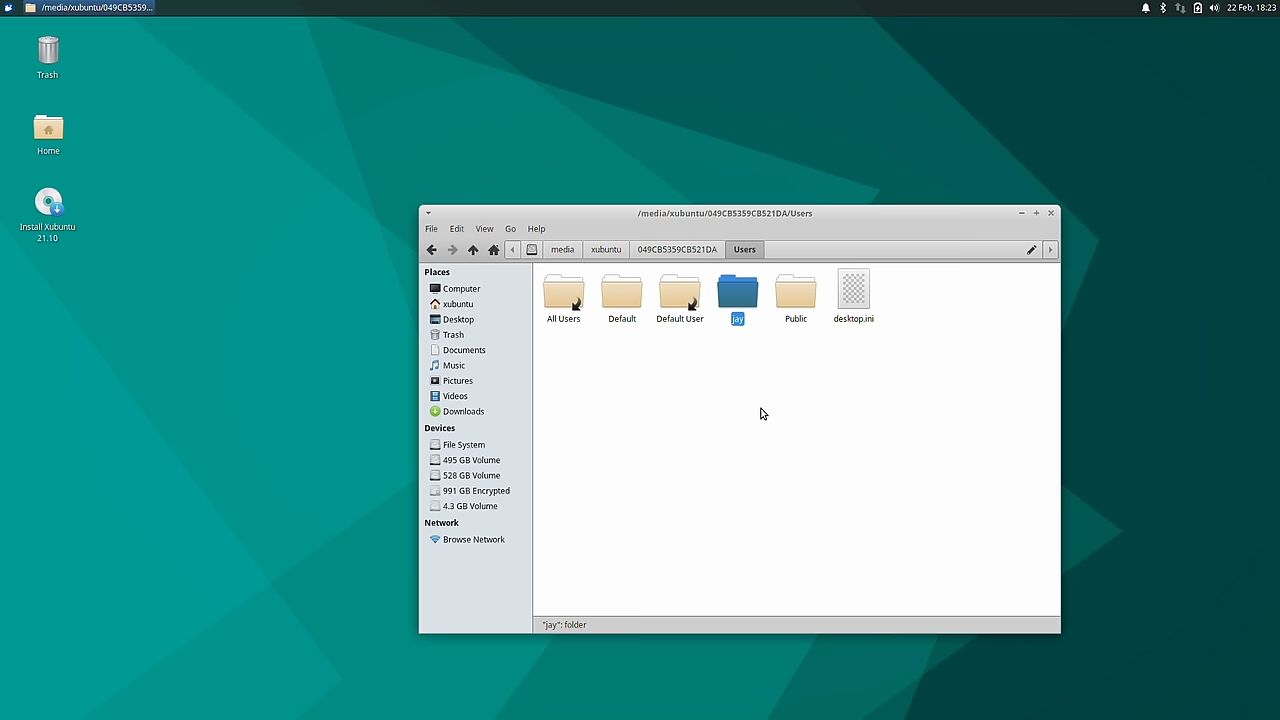 /media/xubuntu/049CB5359...
22 Feb, 18:23
Trash
Home
Install Xubuntu
21.10
/media/xubuntu/049CB5359CB521DA/Users
File Edit View Go Help
media xubuntu 049CB5359CB521DA Users
Places
Computer
xubuntu
Desktop
Trash
Documents
Music
Pictures
Videos
Downloads
Devices
File System
495 GB Volume
528 GB Volume
991 GB Encrypted
4.3 GB Volume
Network
Browse Network
All Users Default Default User jay Public desktop.ini
"jay": folder